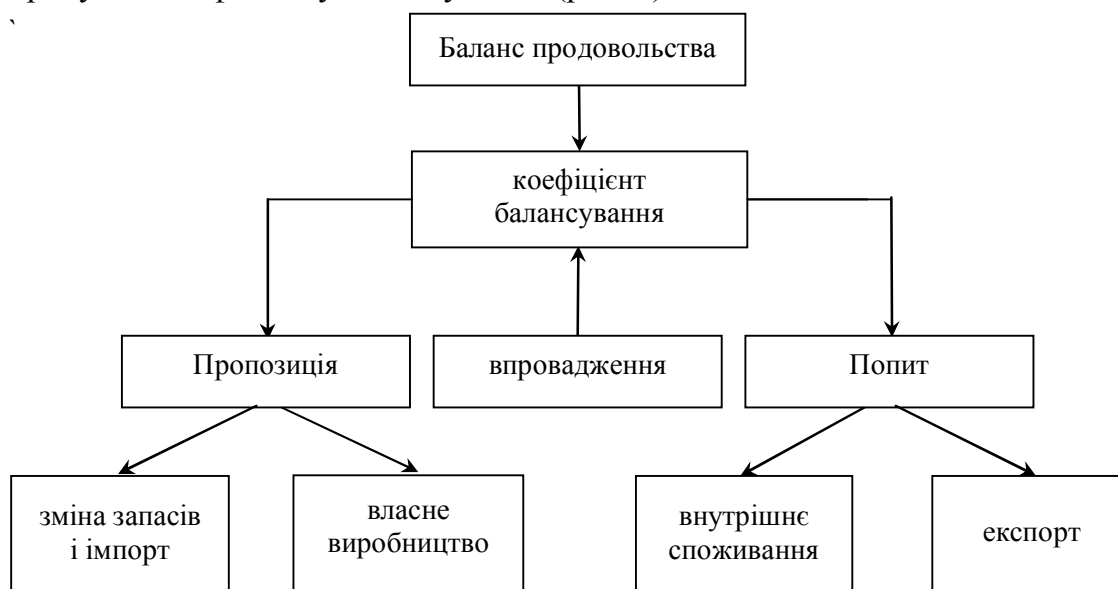 Баланс продовольства
коефіцієнт
балансування
Пропозиція
впровадження
Попит
зміна запасів
і імпорт
власне
виробництво
внутрішнє
споживання
експорт